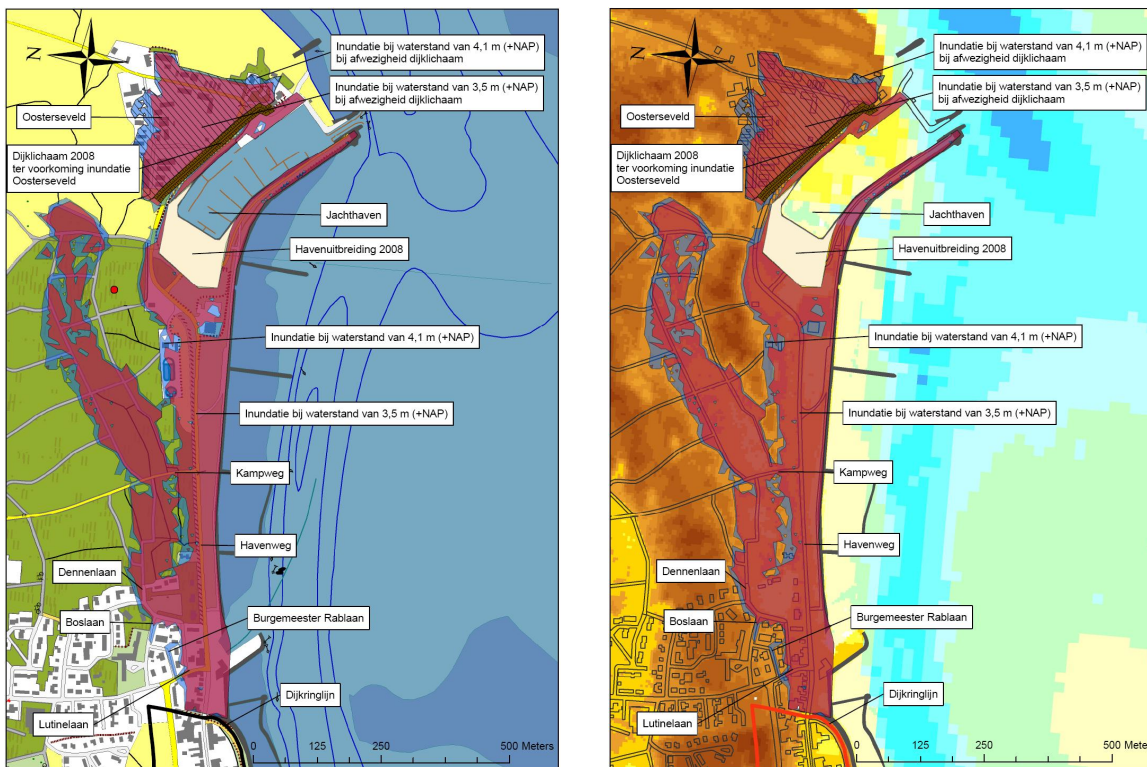 N
Inundatie bij waterstand van 4,1 m (+NAP)
bij afwezigheid dijklichaam
Inundatie bij waterstand van 3,5 m (+NAP)
bij afwezigheid dijklichaam
Oosterseveld
Dijklichaam 2008
ter voorkoming inundatie
Oosterseveld
Jachthaven
Havenuitbreiding 2008
Inundatie bij waterstand van 4,1 m (+NAP)
Inundatie bij waterstand van 3,5 m (+NAP)
Kampweg
Havenweg
Dennenlaan
Burgemeester Rablaan
Boslaan
Dijkringlijn
Lutinelaan
0 125 250 500 Meters
N
Inundatie bij waterstand van 4,1 m (+NAP)
bij afwezigheid dijklichaam
Inundatie bij waterstand van 3,5 m (+NAP)
bij afwezigheid dijklichaam
Oosterseveld
Dijklichaam 2008
ter voorkoming inundatie
Oosterseveld
Jachthaven
Havenuitbreiding 2008
Inundatie bij waterstand van 4,1 m (+NAP)
Inundatie bij waterstand van 3,5 m (+NAP)
Kampweg
Havenweg
Dennenlaan
Burgemeester Rablaan
Boslaan
Dijkringlijn
Lutinelaan
0 125 250 500 Mete